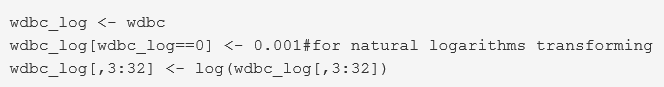 wdbc_log <- wdbc
wdbc_log[wdbc_log==0] <- 0.001#for natural logarithms transforming
wdbc_log[,3:32] <- log(wdbc_log[,3:32])